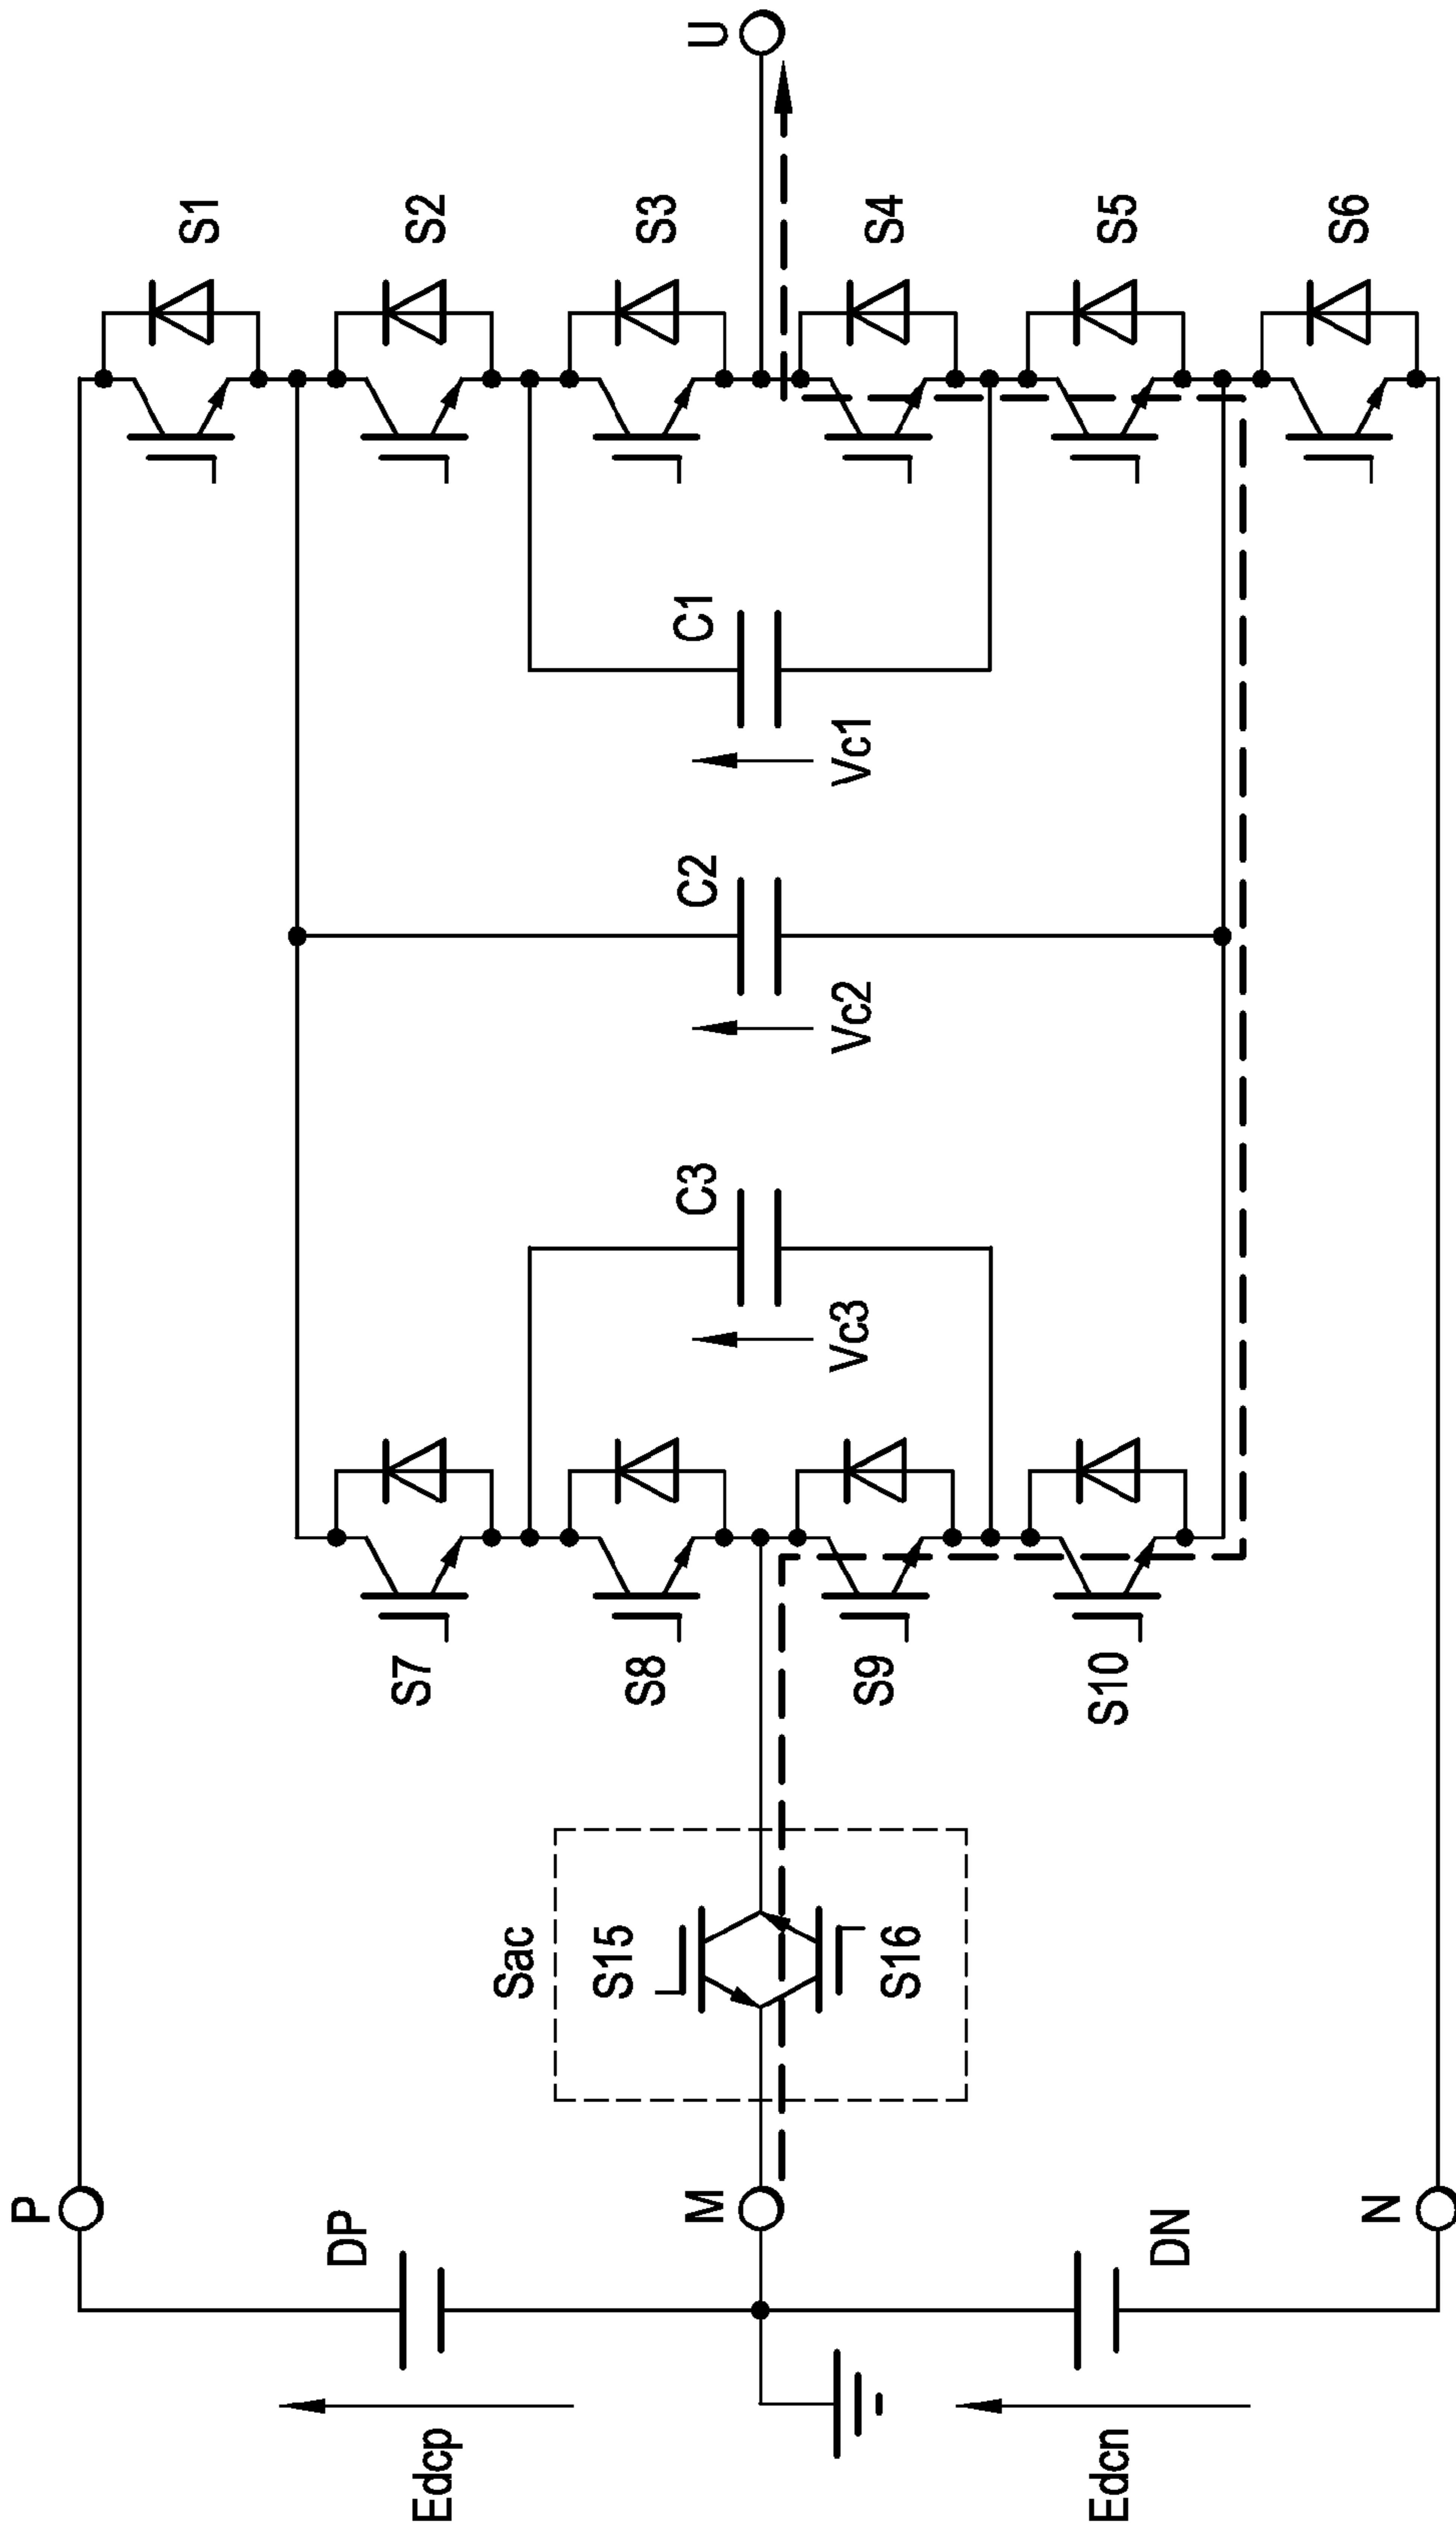 P
DP
Edcp
M
Edcn
DN
N
Sac
S15
S16
S7
S8
S9
S10
C3
Vc3
C2
Vc2
C1
Vc1
S1
S2
S3
S4
S5
S6
U